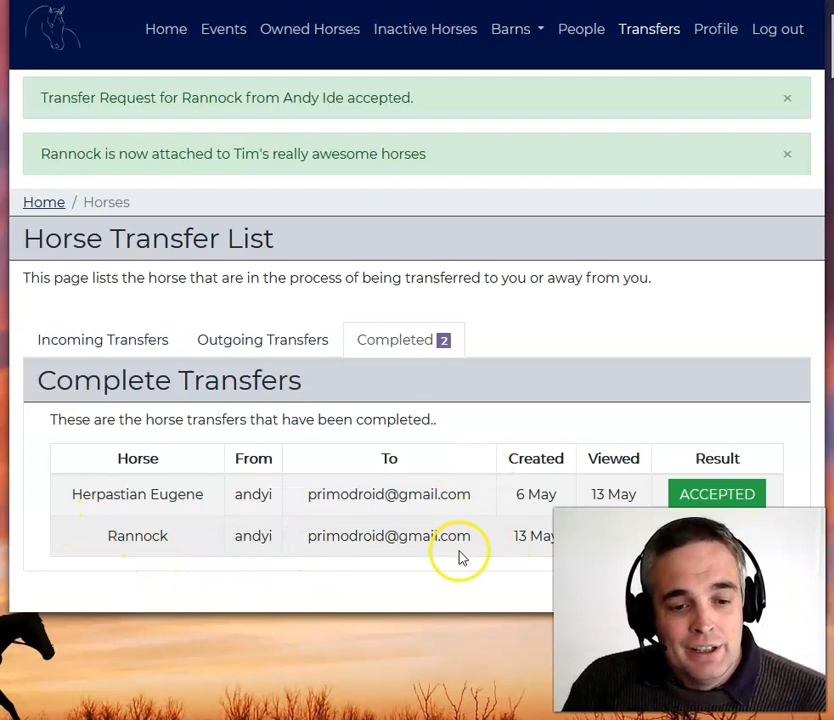 Home Events Owned Horses Inactive Horses Barns People Transfers Profile Log out
Transfer Request for Rannock from Andy Ide accepted. ×
Rannock is now attached to Tim's really awesome horses ×
Home / Horses
Horse Transfer List
This page lists the horse that are in the process of being transferred to you or away from you.
Incoming Transfers Outgoing Transfers Completed 2
Complete Transfers
These are the horse transfers that have been completed..
Horse From To Created Viewed Result
Herpastian Eugene andyi primodroid@gmail.com 6 May 13 May ACCEPTED
Rannock andyi primodroid@gmail.com 13 May